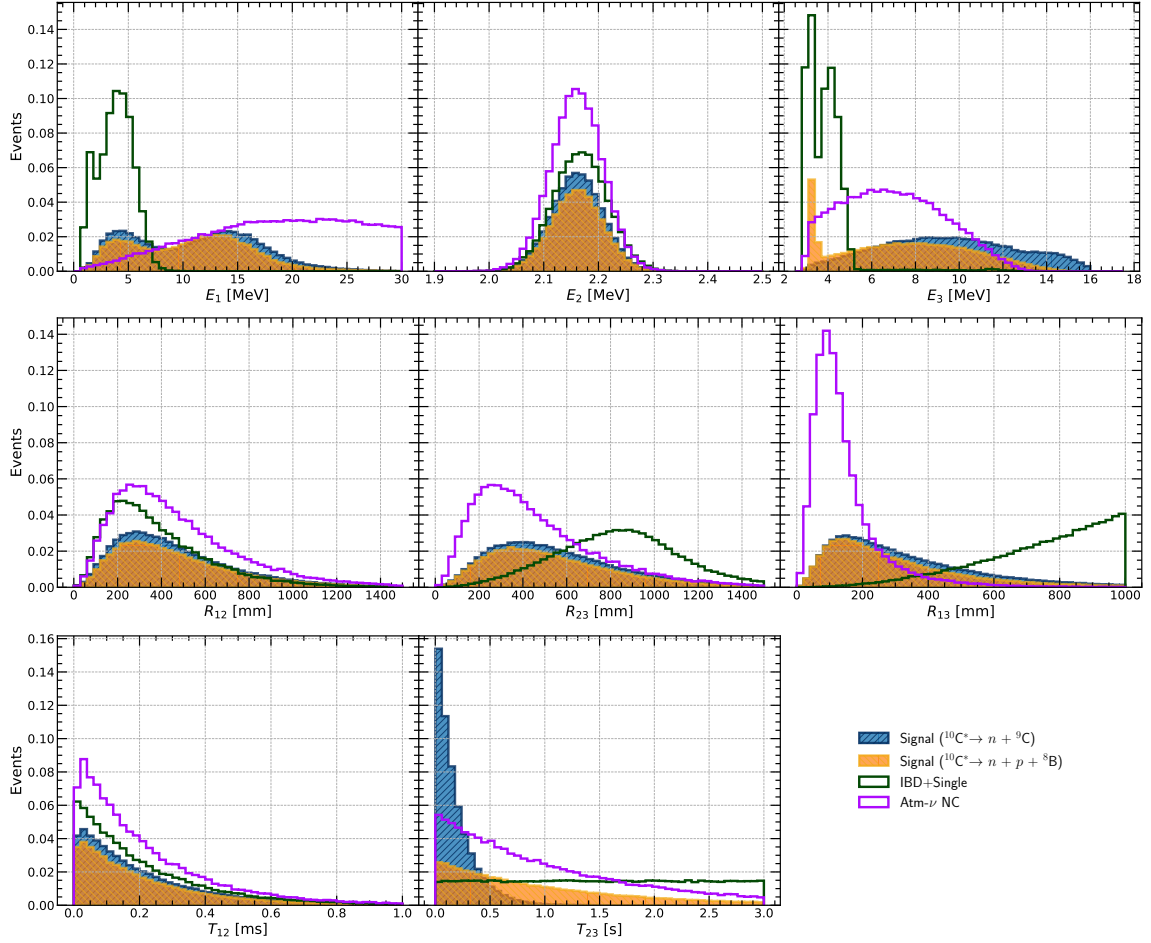 Events
0.14
0.12
0.10
0.08
0.06
0.04
0.02
0.00
0 5 10 15 20 25 30
E₁ [MeV]
1.9 2.0 2.1 2.2 2.3 2.4 2.5
E₂ [MeV]
2 4 6 8 10 12 14 16 18
E₃ [MeV]
Events
0.14
0.12
0.10
0.08
0.06
0.04
0.02
0.00
0 200 400 600 800 1000 1200 1400
R₁₂ [mm]
0 200 400 600 800 1000 1200 1400
R₂₃ [mm]
0 200 400 600 800 1000
R₁₃ [mm]
Events
0.16
0.14
0.12
0.10
0.08
0.06
0.04
0.02
0.00
0.0 0.2 0.4 0.6 0.8 1.0
T₁₂ [ms]
0.0 0.5 1.0 1.5 2.0 2.5 3.0
T₂₃ [s]
Signal (¹⁰C*→ n + ⁹C)
Signal (¹⁰C*→ n + p + ⁸B)
IBD+Single
Atm-ν NC